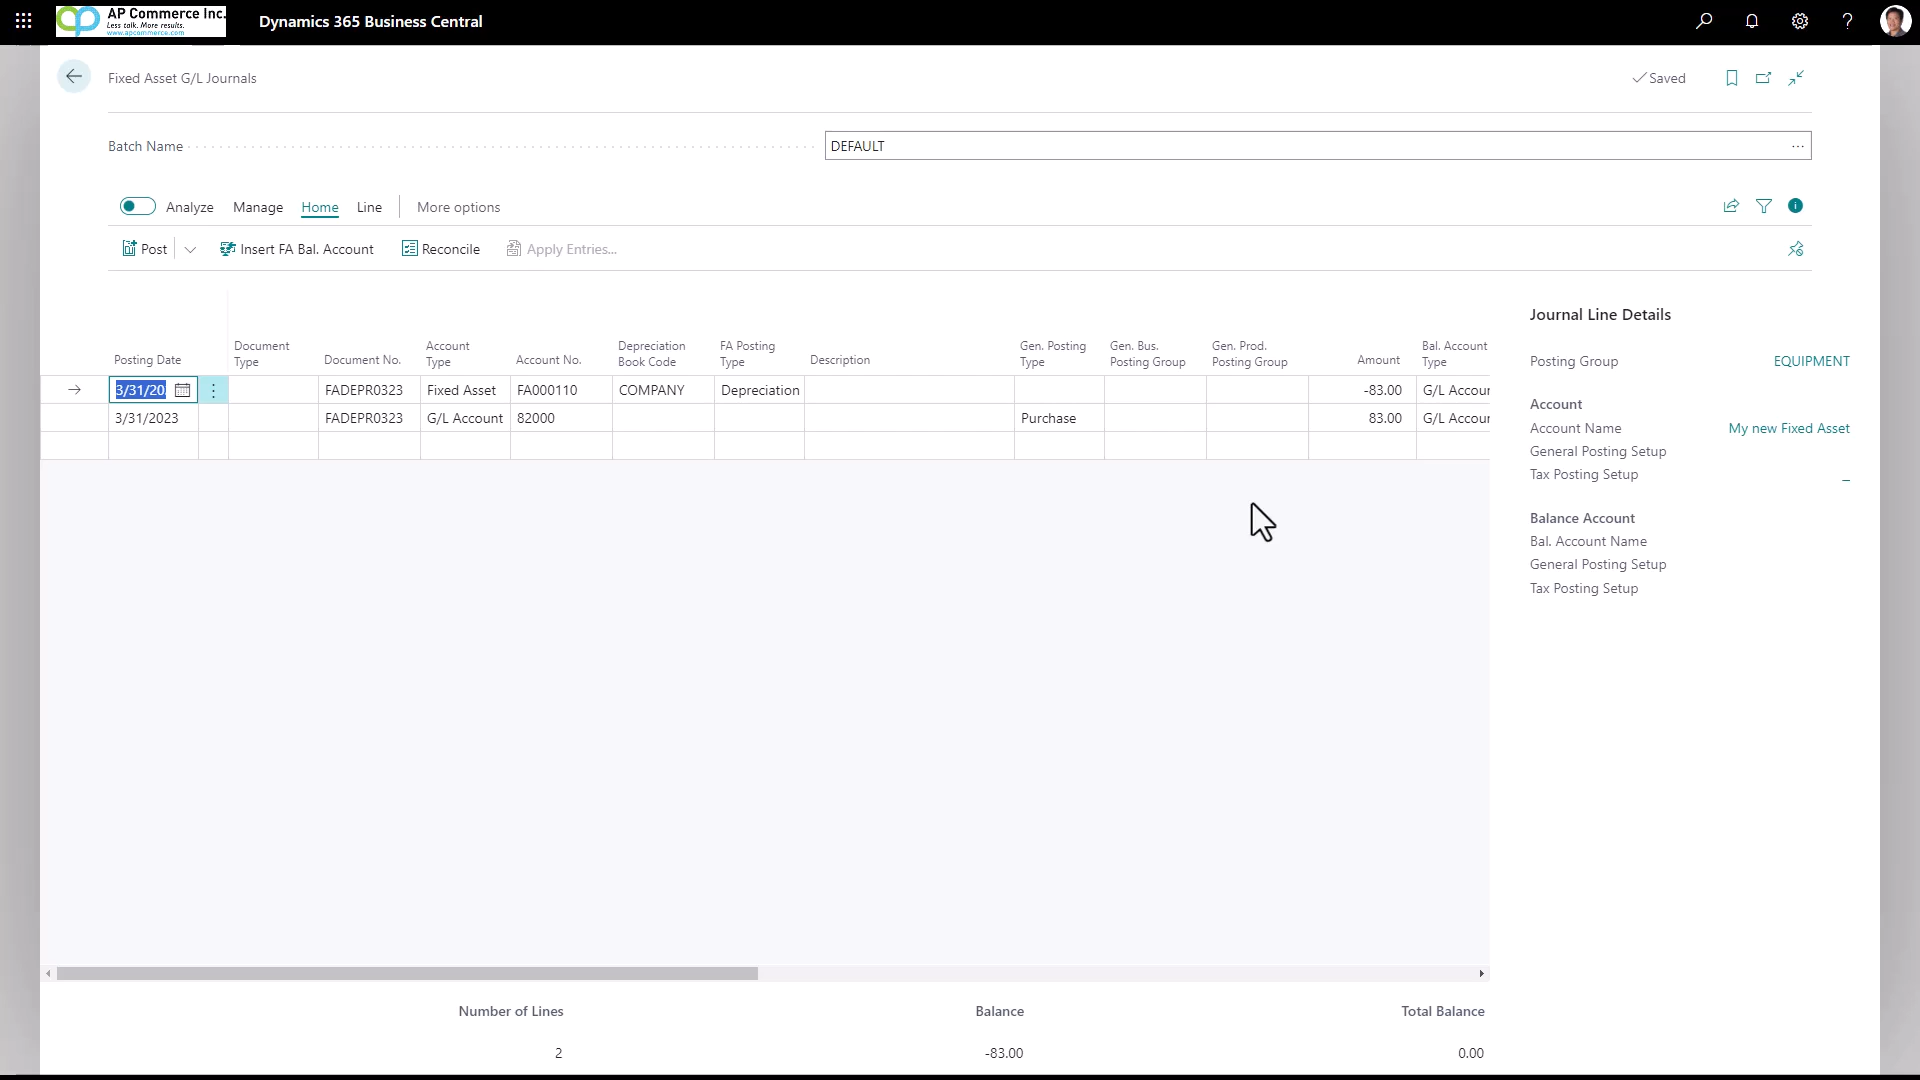 AP Commerce Inc.
Less talk. More results.
www.apcommerce.com
Dynamics 365 Business Central
?
Fixed Asset G/L Journals
Saved
Batch Name
DEFAULT
...
Analyze Manage Home Line More options
Post Insert FA Bal. Account Reconcile Apply Entries...
Posting Date Document Type Document No. Account Type Account No. Depreciation Book Code FA Posting Type Description Gen. Posting Type Gen. Bus. Posting Group Gen. Prod. Posting Group Amount Bal. Account Type
3/31/20 FADEPR0323 Fixed Asset FA000110 COMPANY Depreciation -83.00 G/L Accour
3/31/2023 FADEPR0323 G/L Account 82000 Purchase 83.00 G/L Accour
Number of Lines Balance Total Balance
2 -83.00 0.00
Journal Line Details
Posting Group EQUIPMENT
Account
Account Name My new Fixed Asset
General Posting Setup
Tax Posting Setup _
Balance Account
Bal. Account Name
General Posting Setup
Tax Posting Setup